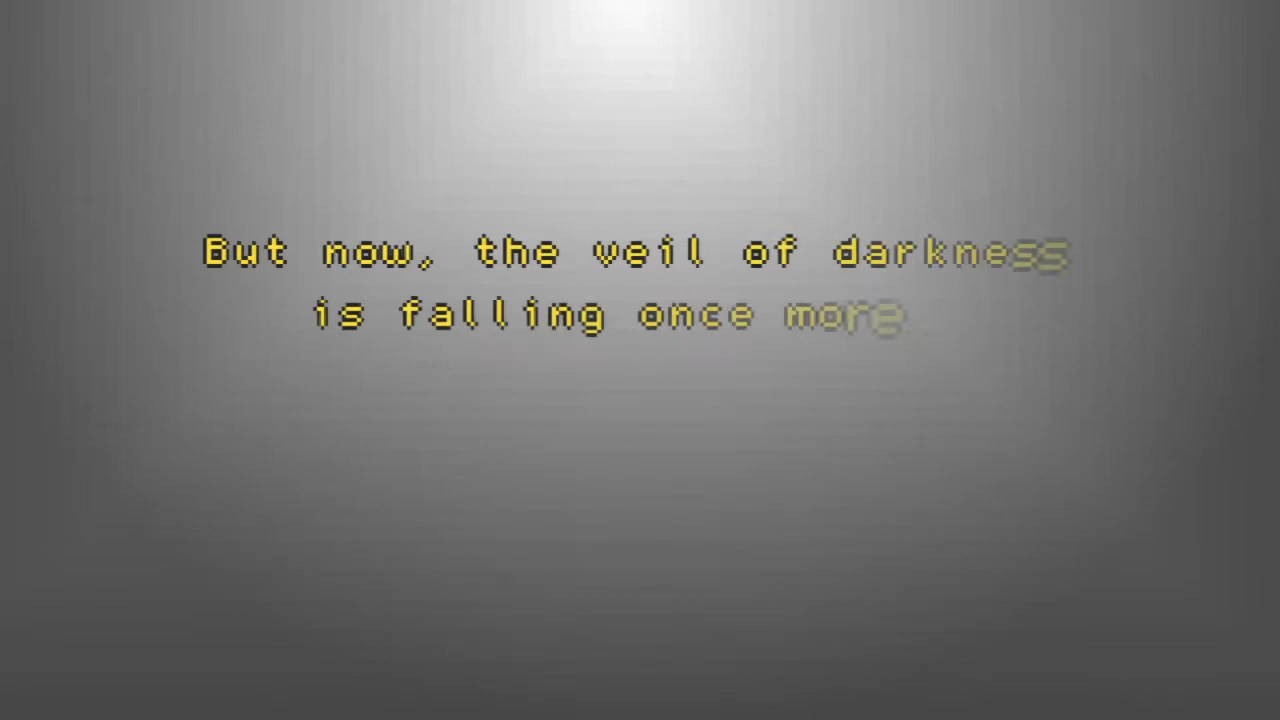 But now, the veil of darkness
is falling once more